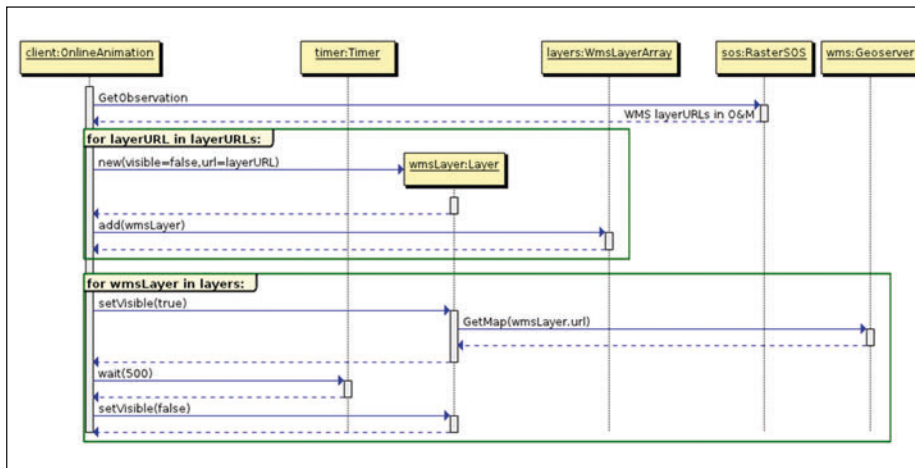 client:OnlineAnimation
timer:Timer
layers:WmsLayerArray
sos:RasterSOS
wms:Geoserver
GetObservation
WMS layerURLs in O&M
for layerURL in layerURLs:
new(visible=false,url=layerURL)
wmsLayer:Layer
add(wmsLayer)
for wmsLayer in layers:
setVisible(true)
GetMap(wmsLayer.url)
wait(500)
setVisible(false)